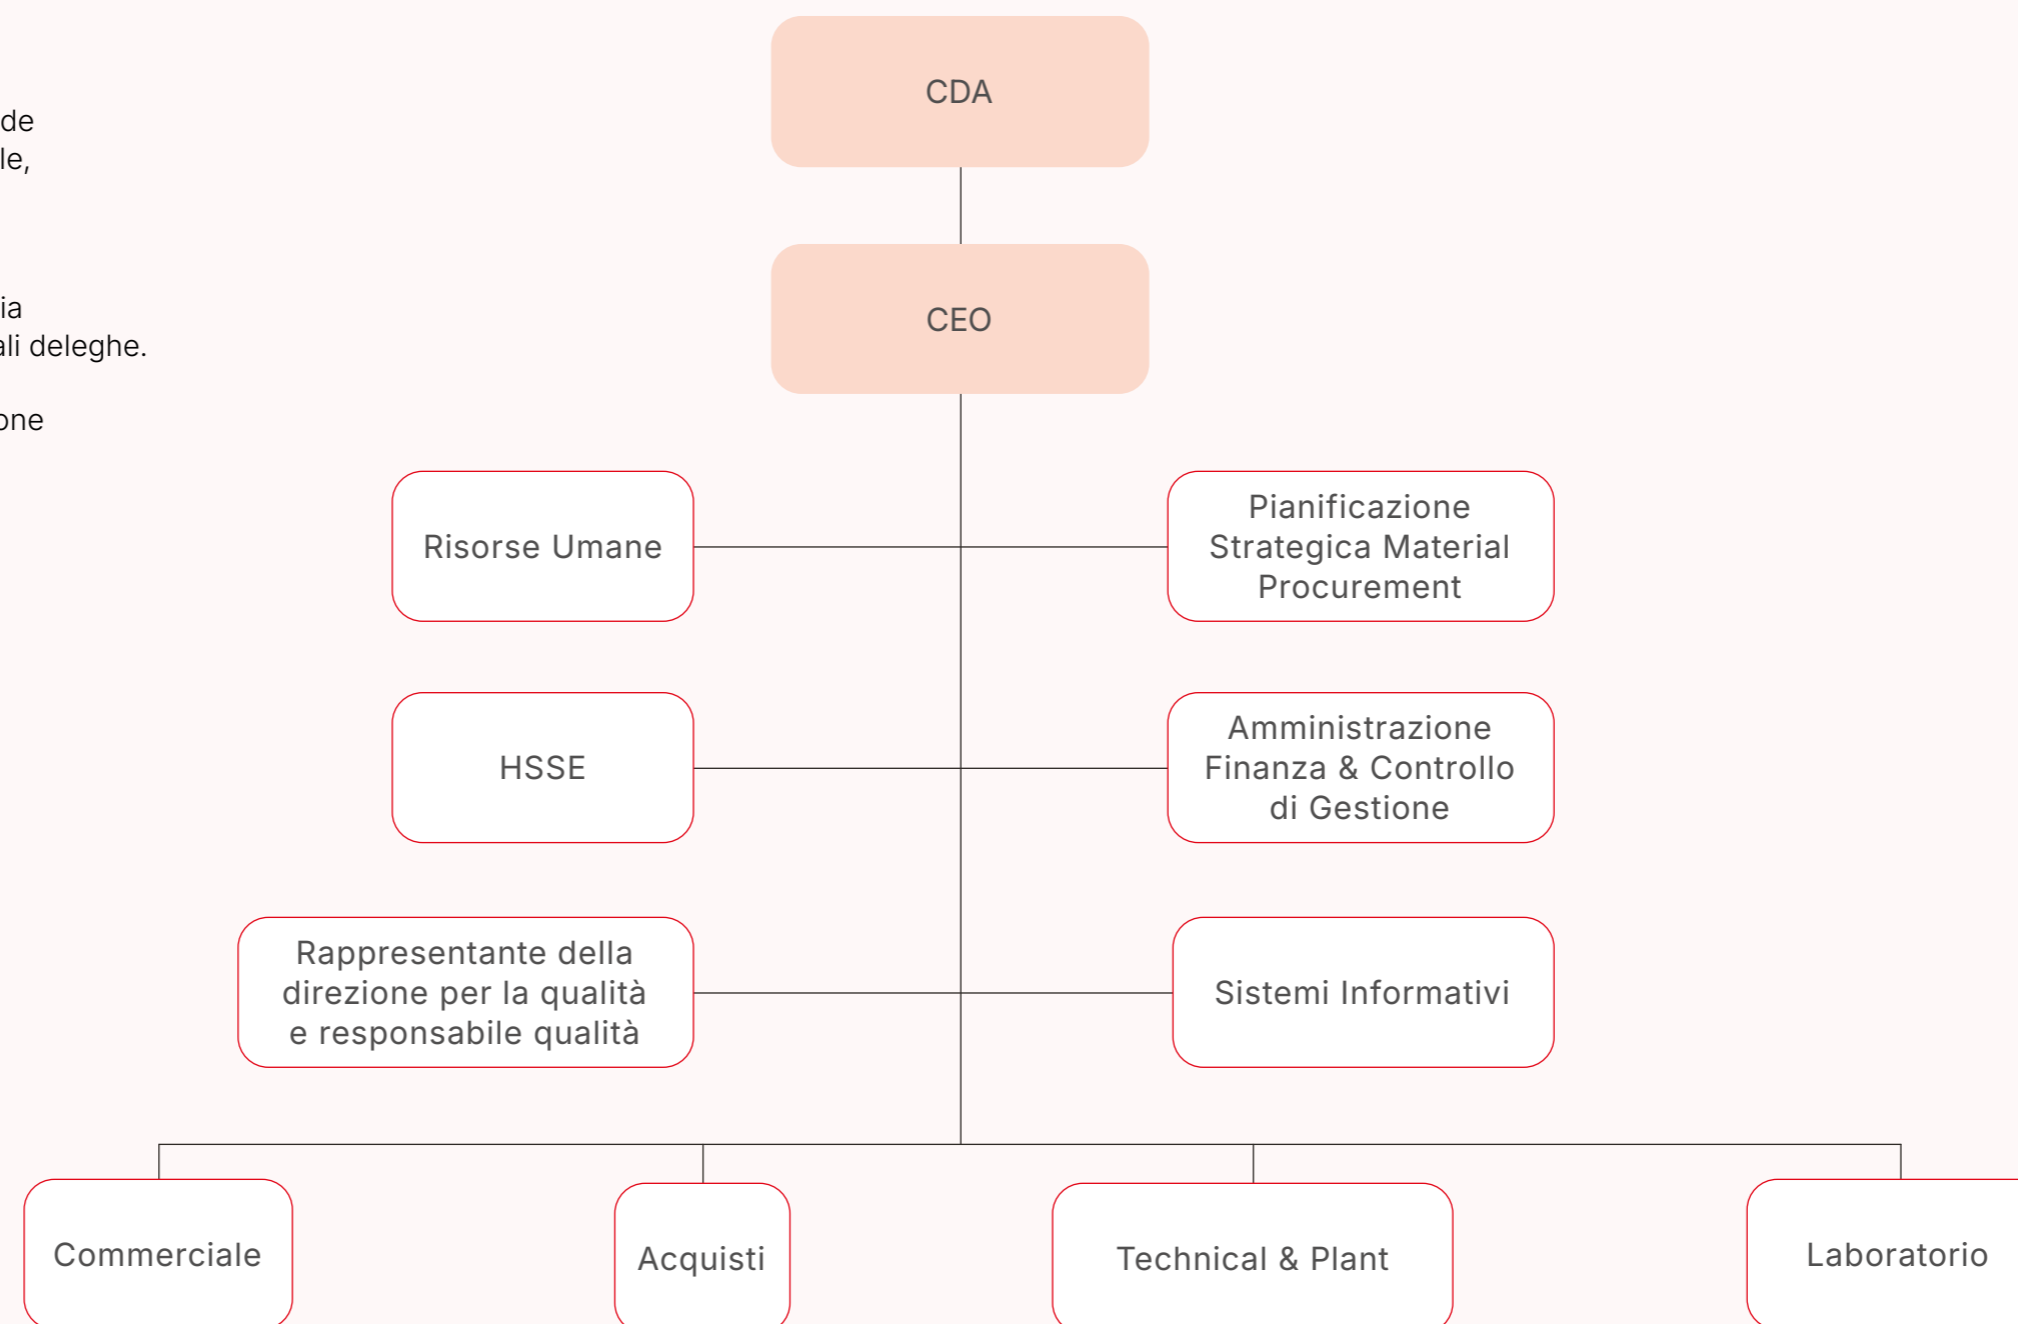 de
le,
ia
ali deleghe.
one
CDA
CEO
Risorse Umane
Pianificazione
Strategica Material
Procurement
HSSE
Amministrazione
Finanza & Controllo
di Gestione
Rappresentante della
direzione per la qualità
e responsabile qualità
Sistemi Informativi
Commerciale
Acquisti
Technical & Plant
Laboratorio